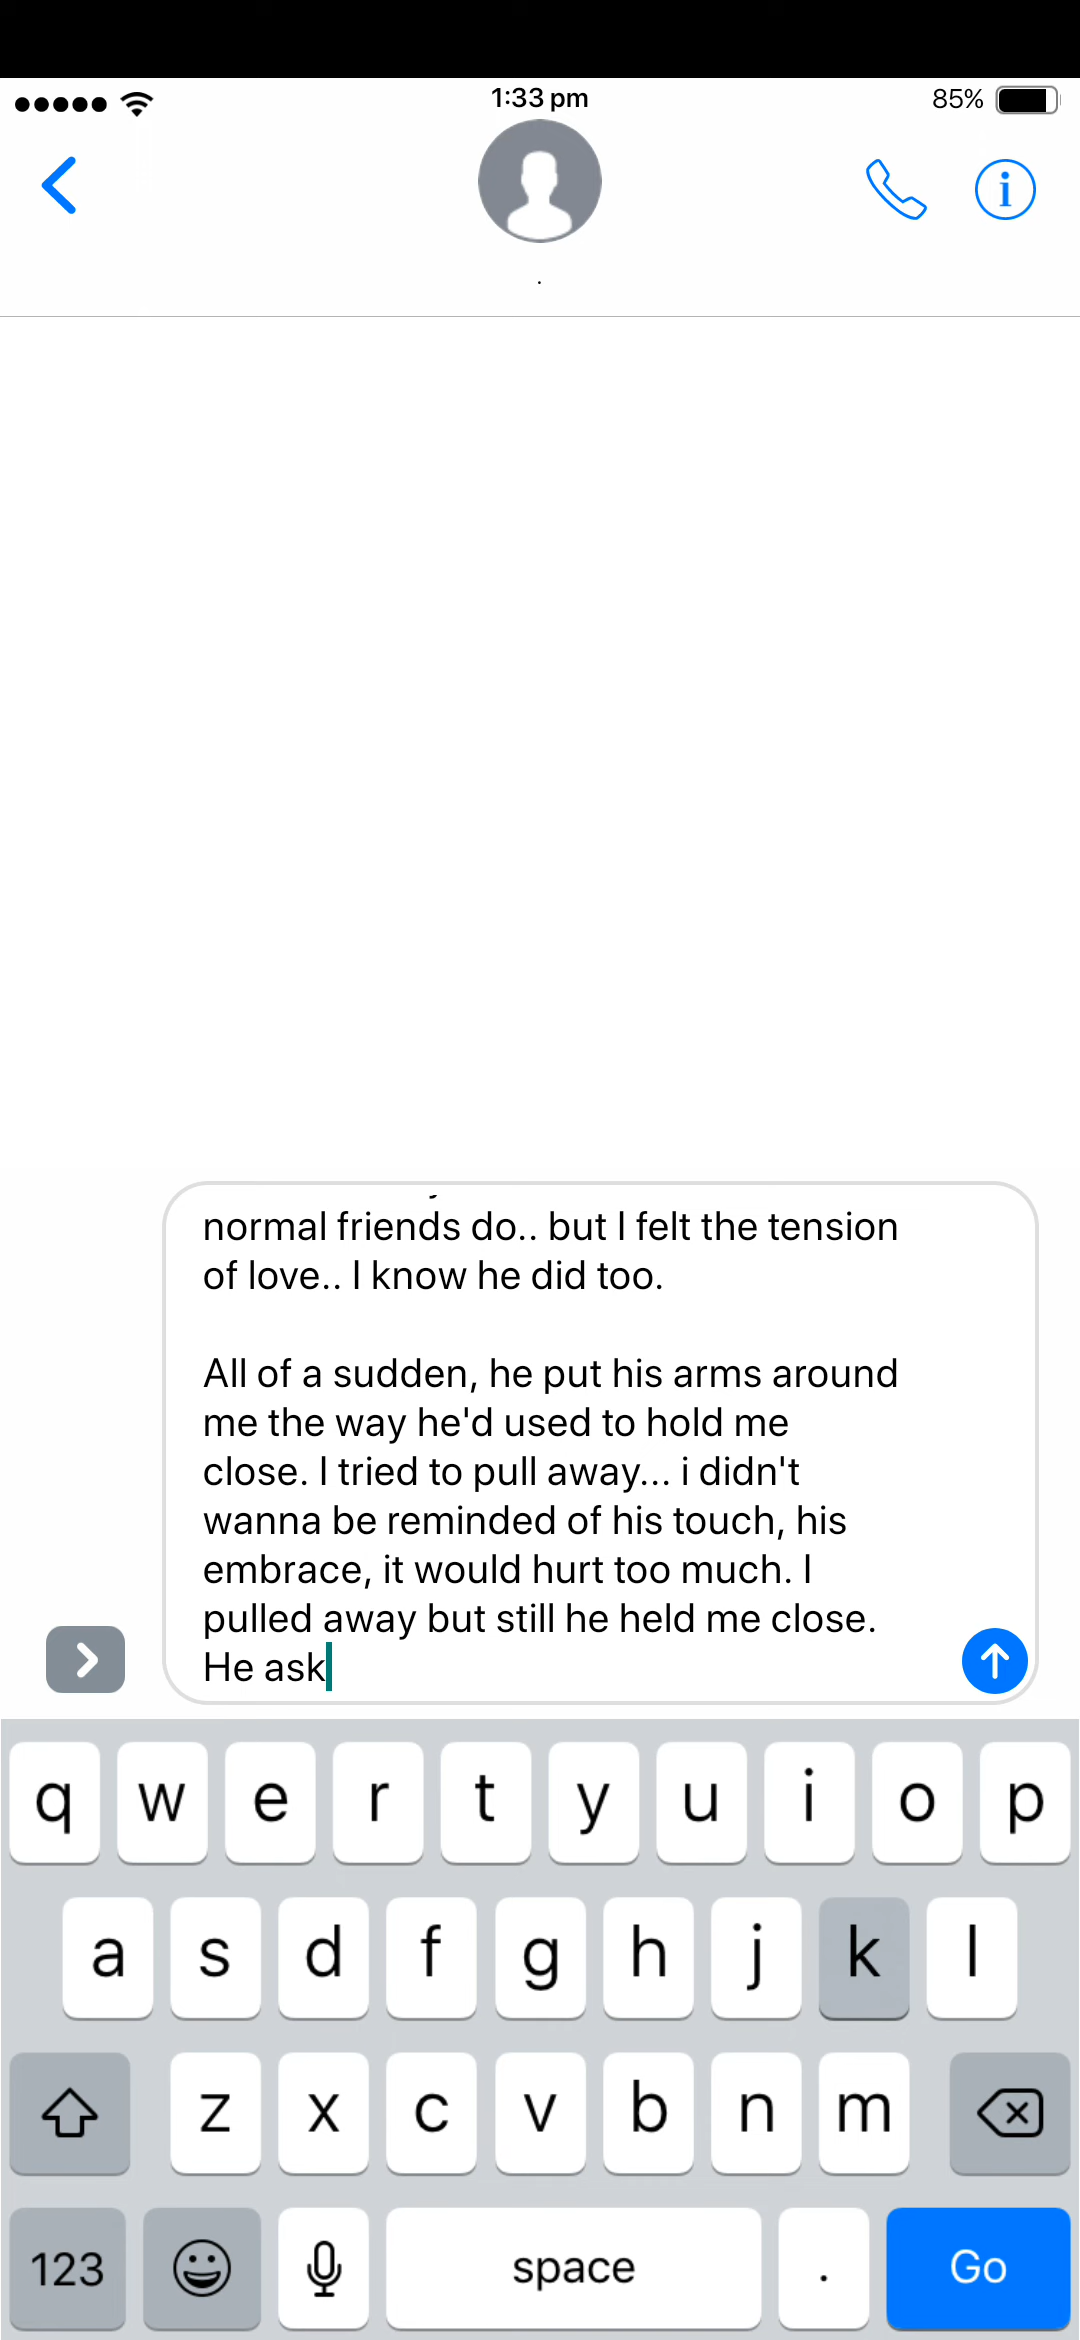 1:33 pm
85%
.
normal friends do.. but I felt the tension
of love.. I know he did too.
All of a sudden, he put his arms around
me the way he'd used to hold me
close. I tried to pull away... i didn't
wanna be reminded of his touch, his
embrace, it would hurt too much. I
pulled away but still he held me close.
He ask
q w e r t y u i o p
a s d f g h j k l
z x c v b n m
123 space . Go